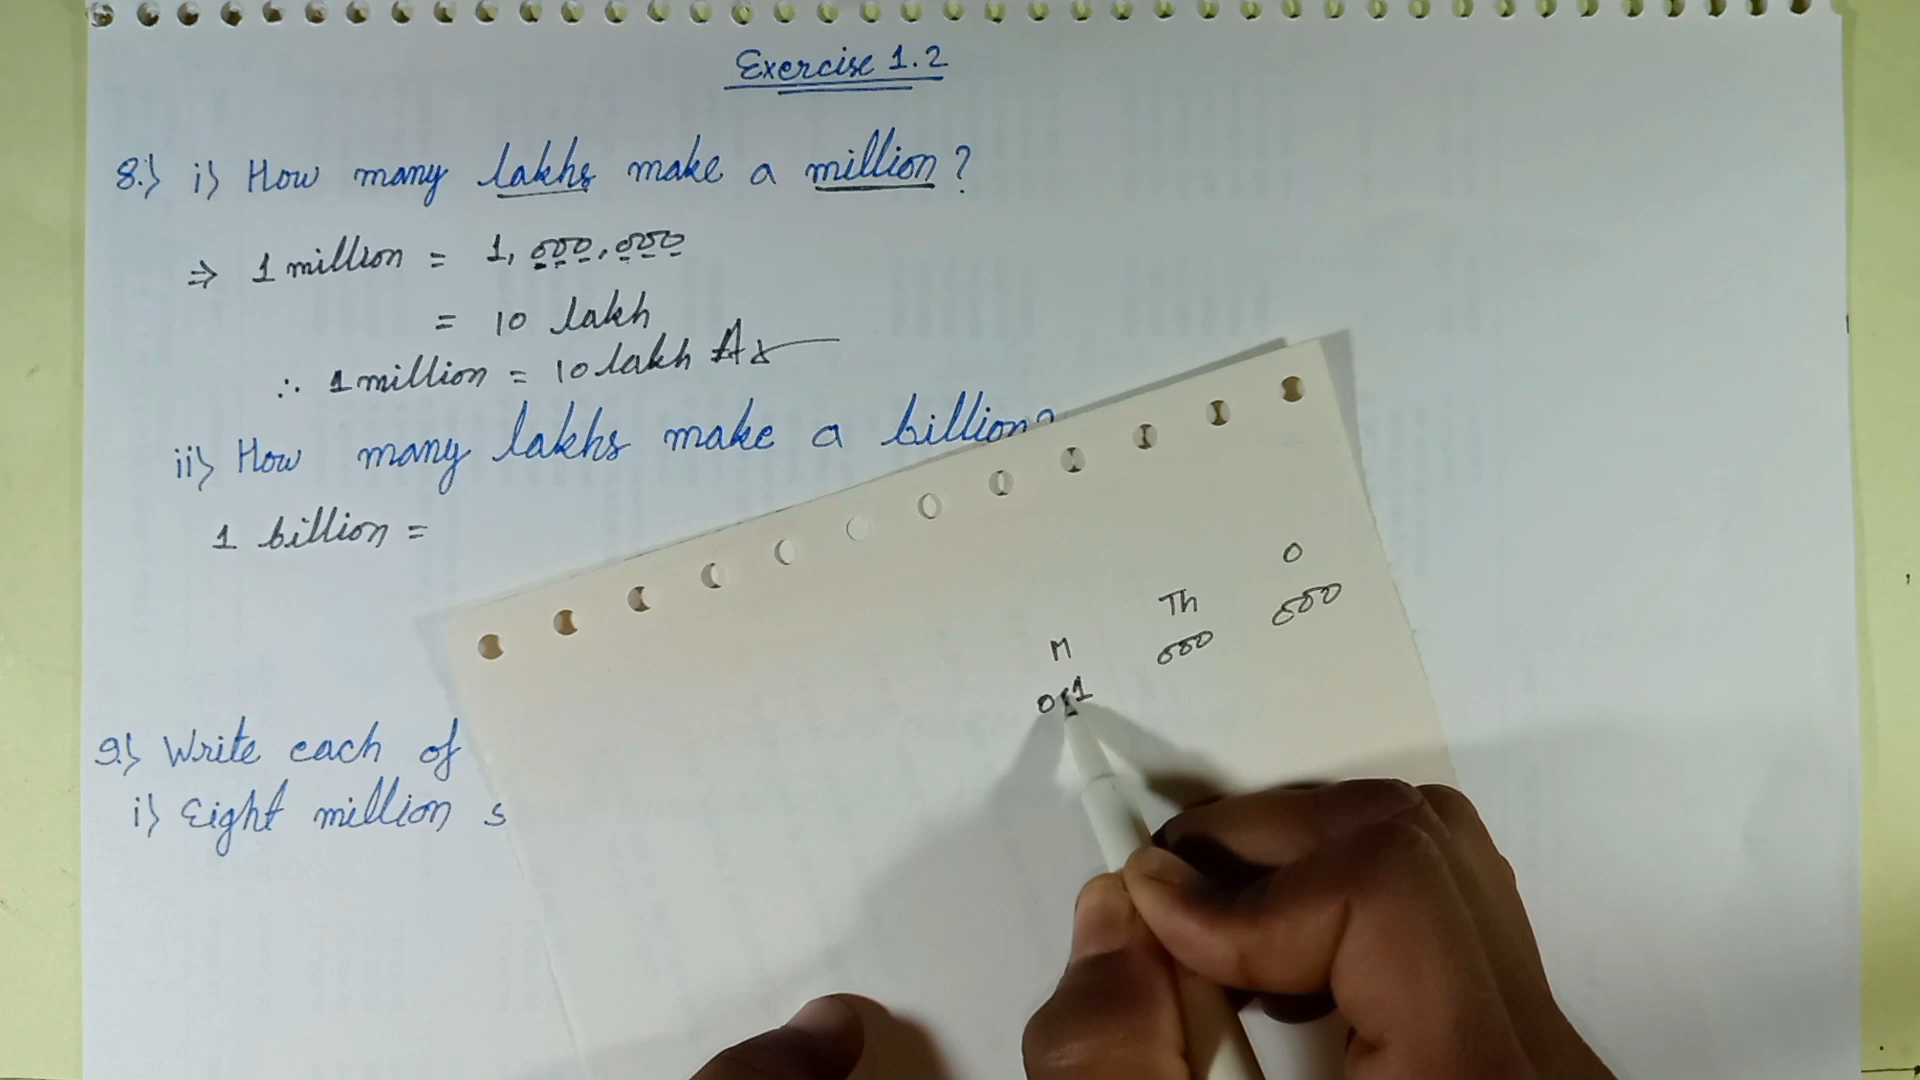 Exercise 1.2
8.) i) How many lakhs make a million?
⇒ 1 million = 1,000,000
= 10 lakh
∴ 1 million = 10 lakh
ii) How many lakhs make a billion?
1 billion =
O
Th 000
M 000
1
9.) Write each of
i) Eight million s